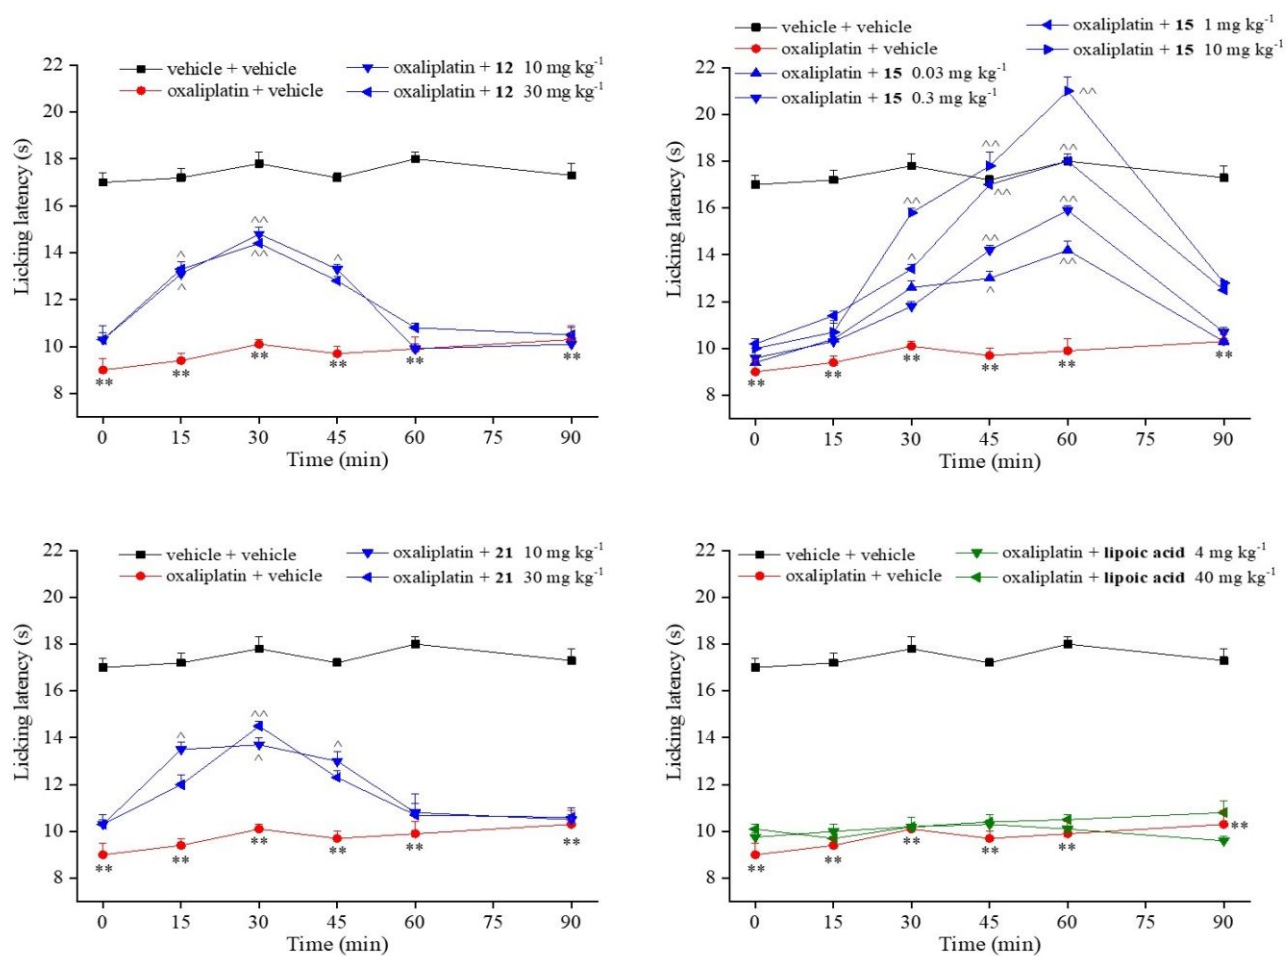 vehicle + vehicle
oxaliplatin + vehicle
oxaliplatin + 12 10 mg kg-1
oxaliplatin + 12 30 mg kg-1
Licking latency (s)
22
20
18
16
14
12
10
8
^
^
^^
^^
^
**
**
**
**
**
**
0 15 30 45 60 75 90
Time (min)
vehicle + vehicle
oxaliplatin + vehicle
oxaliplatin + 15 0.03 mg kg-1
oxaliplatin + 15 0.3 mg kg-1
oxaliplatin + 15 1 mg kg-1
oxaliplatin + 15 10 mg kg-1
Licking latency (s)
22
20
18
16
14
12
10
8
^^
^
^^
^^
^^
^
^^
^^
^^
^^
**
**
**
**
**
**
0 15 30 45 60 75 90
Time (min)
vehicle + vehicle
oxaliplatin + vehicle
oxaliplatin + 21 10 mg kg-1
oxaliplatin + 21 30 mg kg-1
Licking latency (s)
22
20
18
16
14
12
10
8
^
^^
^
^
**
**
**
**
**
**
0 15 30 45 60 75 90
Time (min)
vehicle + vehicle
oxaliplatin + vehicle
oxaliplatin + lipoic acid 4 mg kg-1
oxaliplatin + lipoic acid 40 mg kg-1
Licking latency (s)
22
20
18
16
14
12
10
8
**
**
**
**
**
**
0 15 30 45 60 75 90
Time (min)